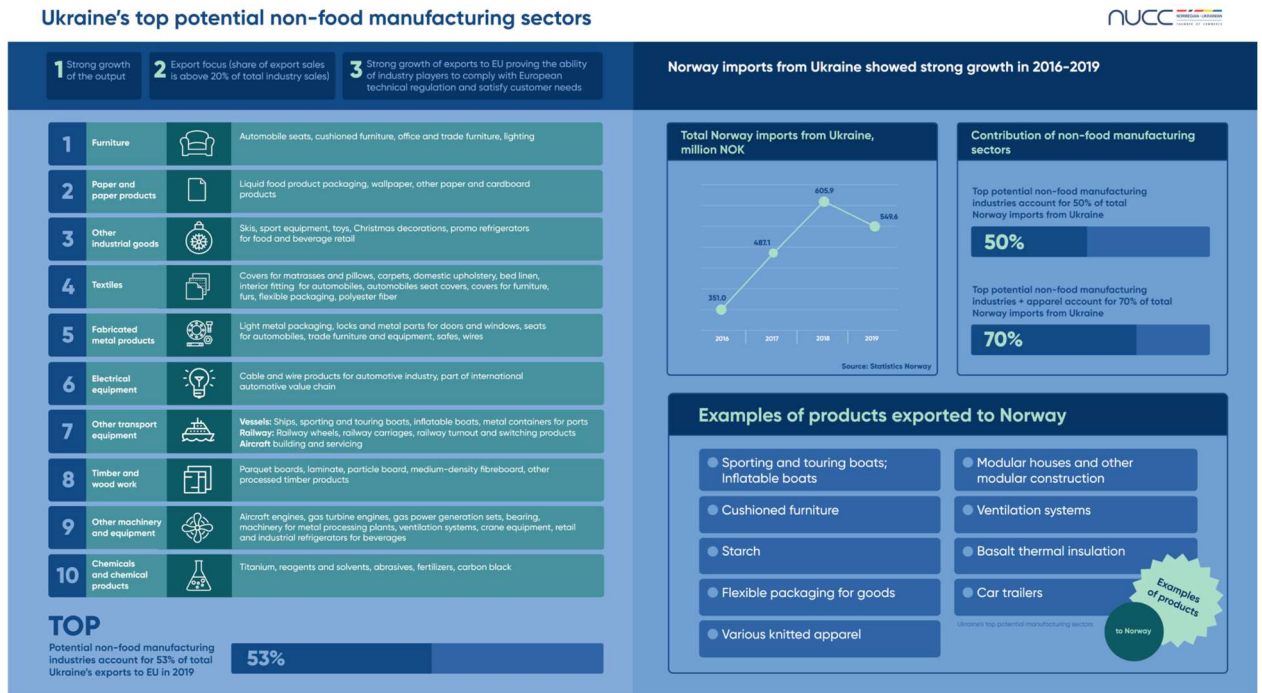 Ukraine's top potential non-food manufacturing sectors
NUCC
NORWEGIAN-UKRAINIAN
CHAMBER OF COMMERCE
1 Strong growth
of the output
2 Export focus (share of export sales
is above 20% of total industry sales)
3 Strong growth of exports to EU proving the ability
of industry players to comply with European
technical regulation and satisfy customer needs
1
Furniture
Automobile seats, cushioned furniture, office and trade furniture, lighting
2
Paper and
paper products
Liquid food product packaging, wallpaper, other paper and cardboard
products
3
Other
industrial goods
Skis, sport equipment, toys, Christmas decorations, promo refrigerators
for food and beverage retail
4
Textiles
Covers for matrasses and pillows, carpets, domestic upholstery, bed linen,
interior fitting for automobiles, automobiles seat covers, covers for furniture,
furs, flexible packaging, polyester fiber
5
Fabricated
metal products
Light metal packaging, locks and metal parts for doors and windows, seats
for automobiles, trade furniture and equipment, safes, wires
6
Electrical
equipment
Cable and wire products for automotive industry, part of international
automotive value chain
7
Other transport
equipment
Vessels: Ships, sporting and touring boats, inflatable boats, metal containers for ports
Railway: Railway wheels, railway carriages, railway turnout and switching products
Aircraft building and servicing
8
Timber and
wood work
Parquet boards, laminate, particle board, medium-density fibreboard, other
processed timber products
9
Other machinery
and equipment
Aircraft engines, gas turbine engines, gas power generation sets, bearing,
machinery for metal processing plants, ventilation systems, crane equipment, retail
and industrial refrigerators for beverages
10
Chemicals
and chemical
products
Titanium, reagents and solvents, abrasives, fertilizers, carbon black
TOP
Potential non-food manufacturing
industries account for 53% of total
Ukraine's exports to EU in 2019
53%
Norway imports from Ukraine showed strong growth in 2016-2019
Total Norway imports from Ukraine,
million NOK
351.0
487.1
605.9
549.6
2016
2017
2018
2019
Source: Statistics Norway
Contribution of non-food manufacturing
sectors
Top potential non-food manufacturing
industries account for 50% of total
Norway imports from Ukraine
50%
Top potential non-food manufacturing
industries + apparel account for 70% of total
Norway imports from Ukraine
70%
Examples of products exported to Norway
Sporting and touring boats;
Inflatable boats
Cushioned furniture
Starch
Flexible packaging for goods
Various knitted apparel
Modular houses and other
modular construction
Ventilation systems
Basalt thermal insulation
Car trailers
Ukraine's top potential manufacturing sectors
Examples
of products
to Norway